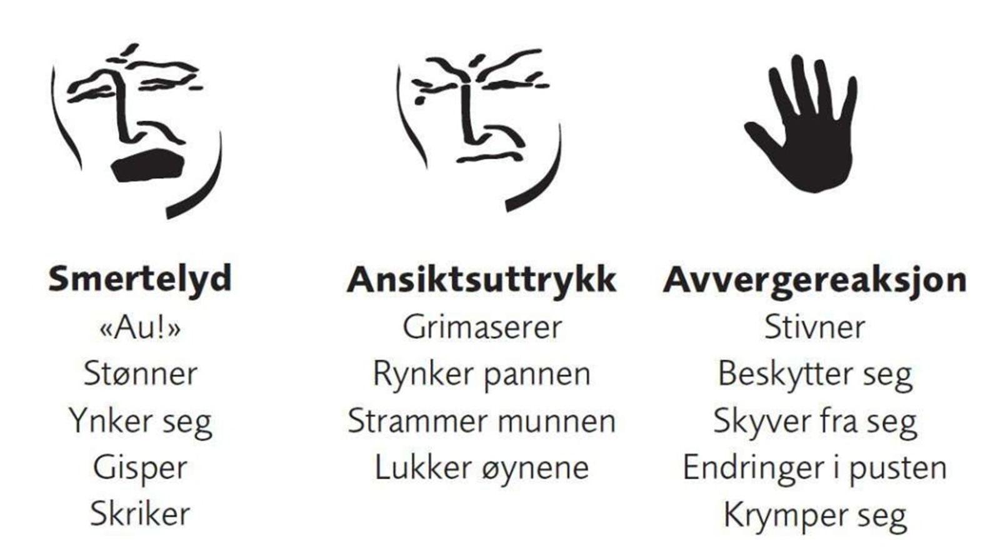 Smertelyd
«Au!»
Stønner
Ynker seg
Gisper
Skriker
Ansiktsuttrykk
Grimaserer
Rynker pannen
Strammer munnen
Lukker øynene
Avvergereaksjon
Stivner
Beskytter seg
Skyver fra seg
Endringer i pusten
Krymper seg